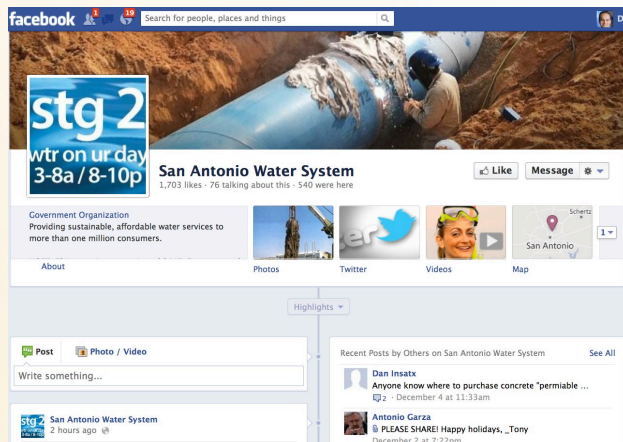 facebook
1
19
Search for people, places and things
D
stg 2
wtr on ur day
3-8a / 8-10p
San Antonio Water System
1,703 likes · 76 talking about this · 540 were here
Like
Message
Government Organization
Providing sustainable, affordable water services to
more than one million consumers.
About
Photos
Twitter
Videos
Schertz
San Antonio
Map
1
Highlights
Post
Photo / Video
Write something...
San Antonio Water System
2 hours ago
Recent Posts by Others on San Antonio Water System
See All
Dan Insatx
Anyone know where to purchase concrete "permiable ...
2 · December 4 at 11:33am
Antonio Garza
PLEASE SHARE! Happy holidays, _Tony
December 2 at 7:22pm